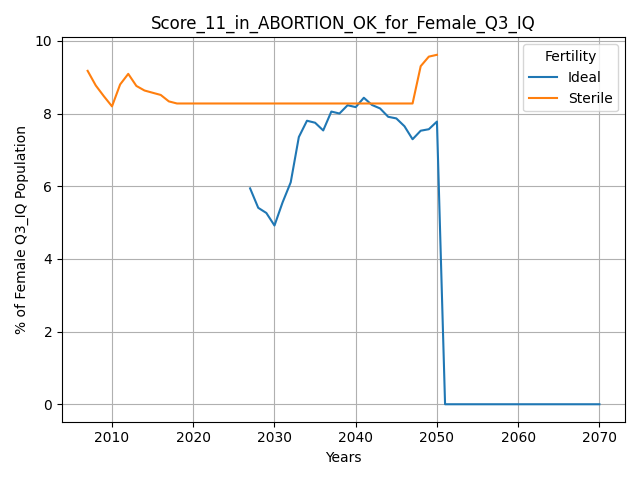 Score_11_in_ABORTION_OK_for_Female_Q3_IQ
% of Female Q3_IQ Population
10
8
6
4
2
0
Fertility
Ideal
Sterile
2010 2020 2030 2040 2050 2060 2070
Years